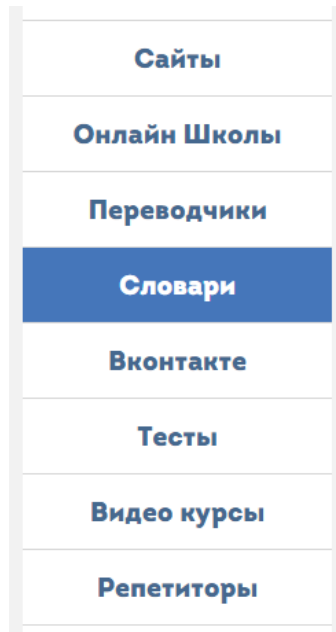 Сайты
Онлайн Школы
Переводчики
Словари
Вконтакте
Тесты
Видео курсы
Репетиторы